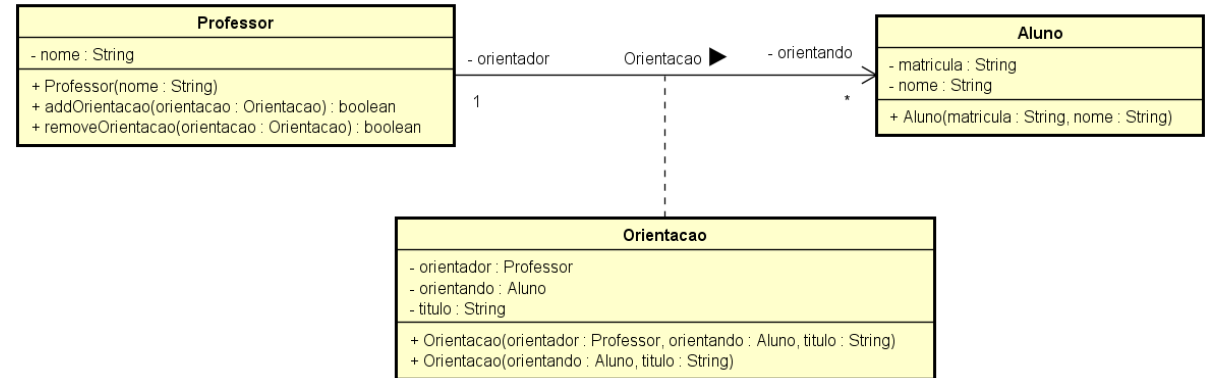 Professor
- nome : String
+ Professor(nome : String)
+ addOrientacao(orientacao : Orientacao) : boolean
+ removeOrientacao(orientacao : Orientacao) : boolean
- orientador
1
Orientacao
- orientando
*
Aluno
- matricula : String
- nome : String
+ Aluno(matricula : String, nome : String)
Orientacao
- orientador : Professor
- orientando : Aluno
- titulo : String
+ Orientacao(orientador : Professor, orientando : Aluno, titulo : String)
+ Orientacao(orientando : Aluno, titulo : String)